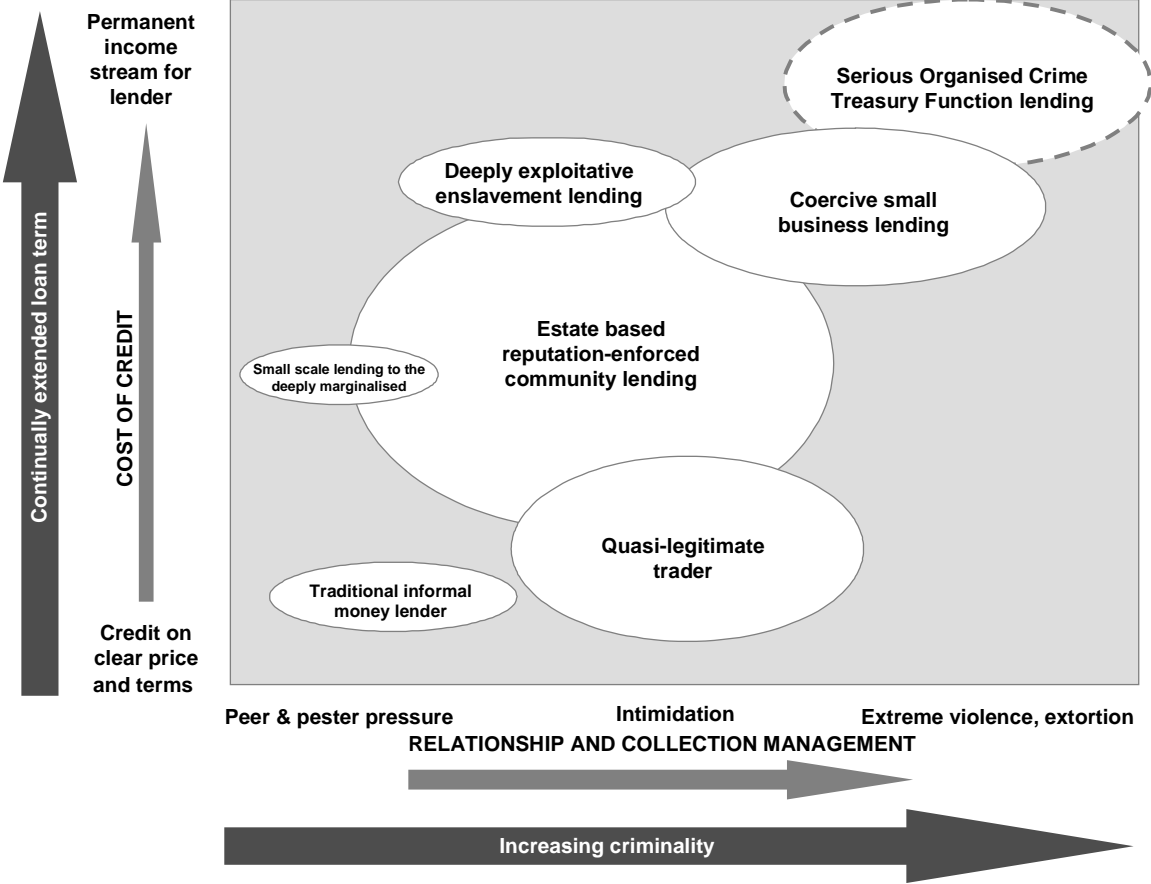 Permanent
income
stream for
lender
Continually extended loan term
COST OF CREDIT
Credit on
clear price
and terms
Serious Organised Crime
Treasury Function lending
Deeply exploitative
enslavement lending
Coercive small
business lending
Estate based
reputation-enforced
community lending
Small scale lending to the
deeply marginalised
Quasi-legitimate
trader
Traditional informal
money lender
Peer & pester pressure
Intimidation
Extreme violence, extortion
RELATIONSHIP AND COLLECTION MANAGEMENT
Increasing criminality